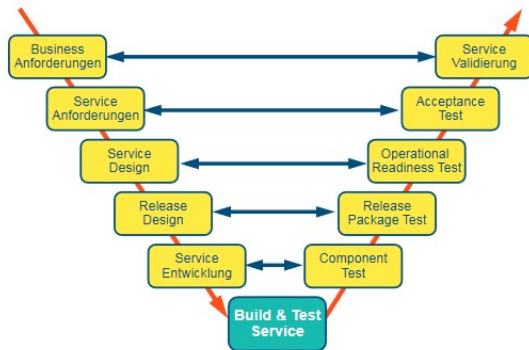 Business
Anforderungen
Service
Validierung
Service
Anforderungen
Acceptance
Test
Service
Design
Operational
Readiness Test
Release
Design
Release
Package Test
Service
Entwicklung
Component
Test
Build & Test
Service